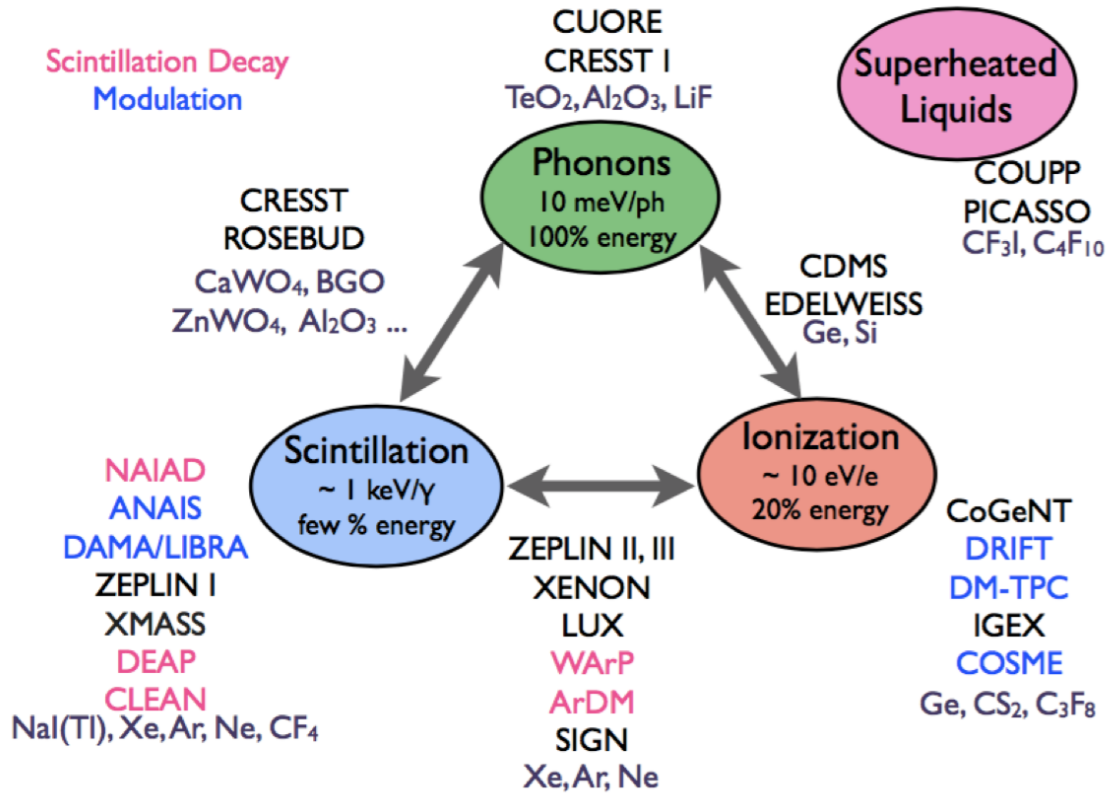 Scintillation Decay
Modulation
CUORE
CRESST I
TeO₂, Al₂O₃, LiF
Superheated
Liquids
COUPP
PICASSO
CF₃I, C₄F₁₀
Phonons
10 meV/ph
100% energy
CRESST
ROSEBUD
CaWO₄, BGO
ZnWO₄, Al₂O₃ ...
CDMS
EDELWEISS
Ge, Si
Scintillation
~ 1 keV/γ
few % energy
Ionization
~ 10 eV/e
20% energy
NAIAD
ANAIS
DAMA/LIBRA
ZEPLIN I
XMASS
DEAP
CLEAN
NaI(Tl), Xe, Ar, Ne, CF₄
ZEPLIN II, III
XENON
LUX
WArP
ArDM
SIGN
Xe, Ar, Ne
CoGeNT
DRIFT
DM-TPC
IGEX
COSME
Ge, CS₂, C₃F₈